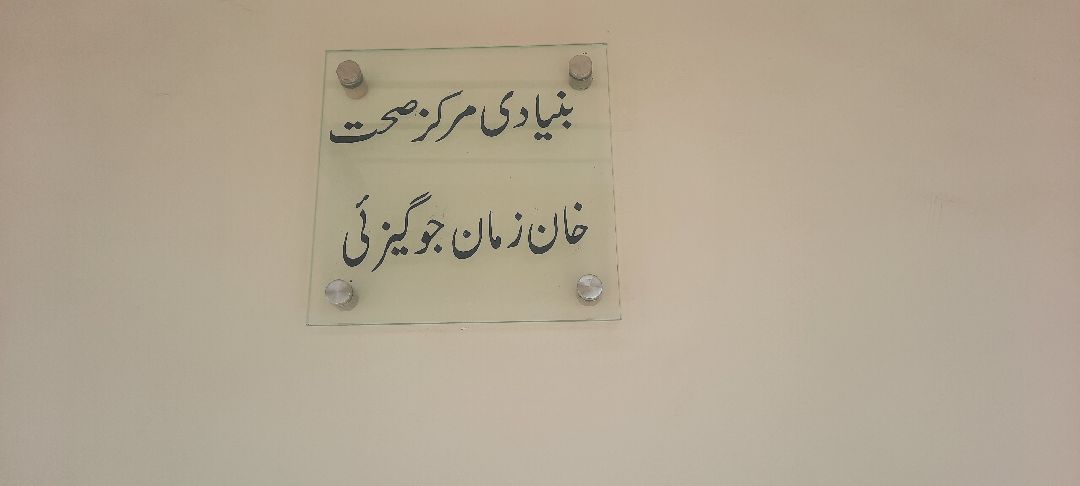 بنیادی مرکز صحت
خان زمان جوگیزئی